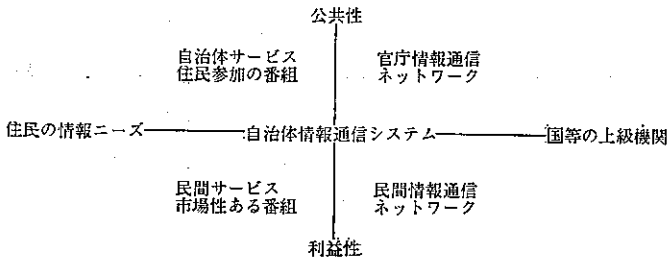 公共性
自治体サービス
住民参加の番組
官庁情報通信
ネットワーク
住民の情報ニーズ
自治体情報通信システム
国等の上級機関
民間サービス
市場性ある番組
民間情報通信
ネットワーク
利益性